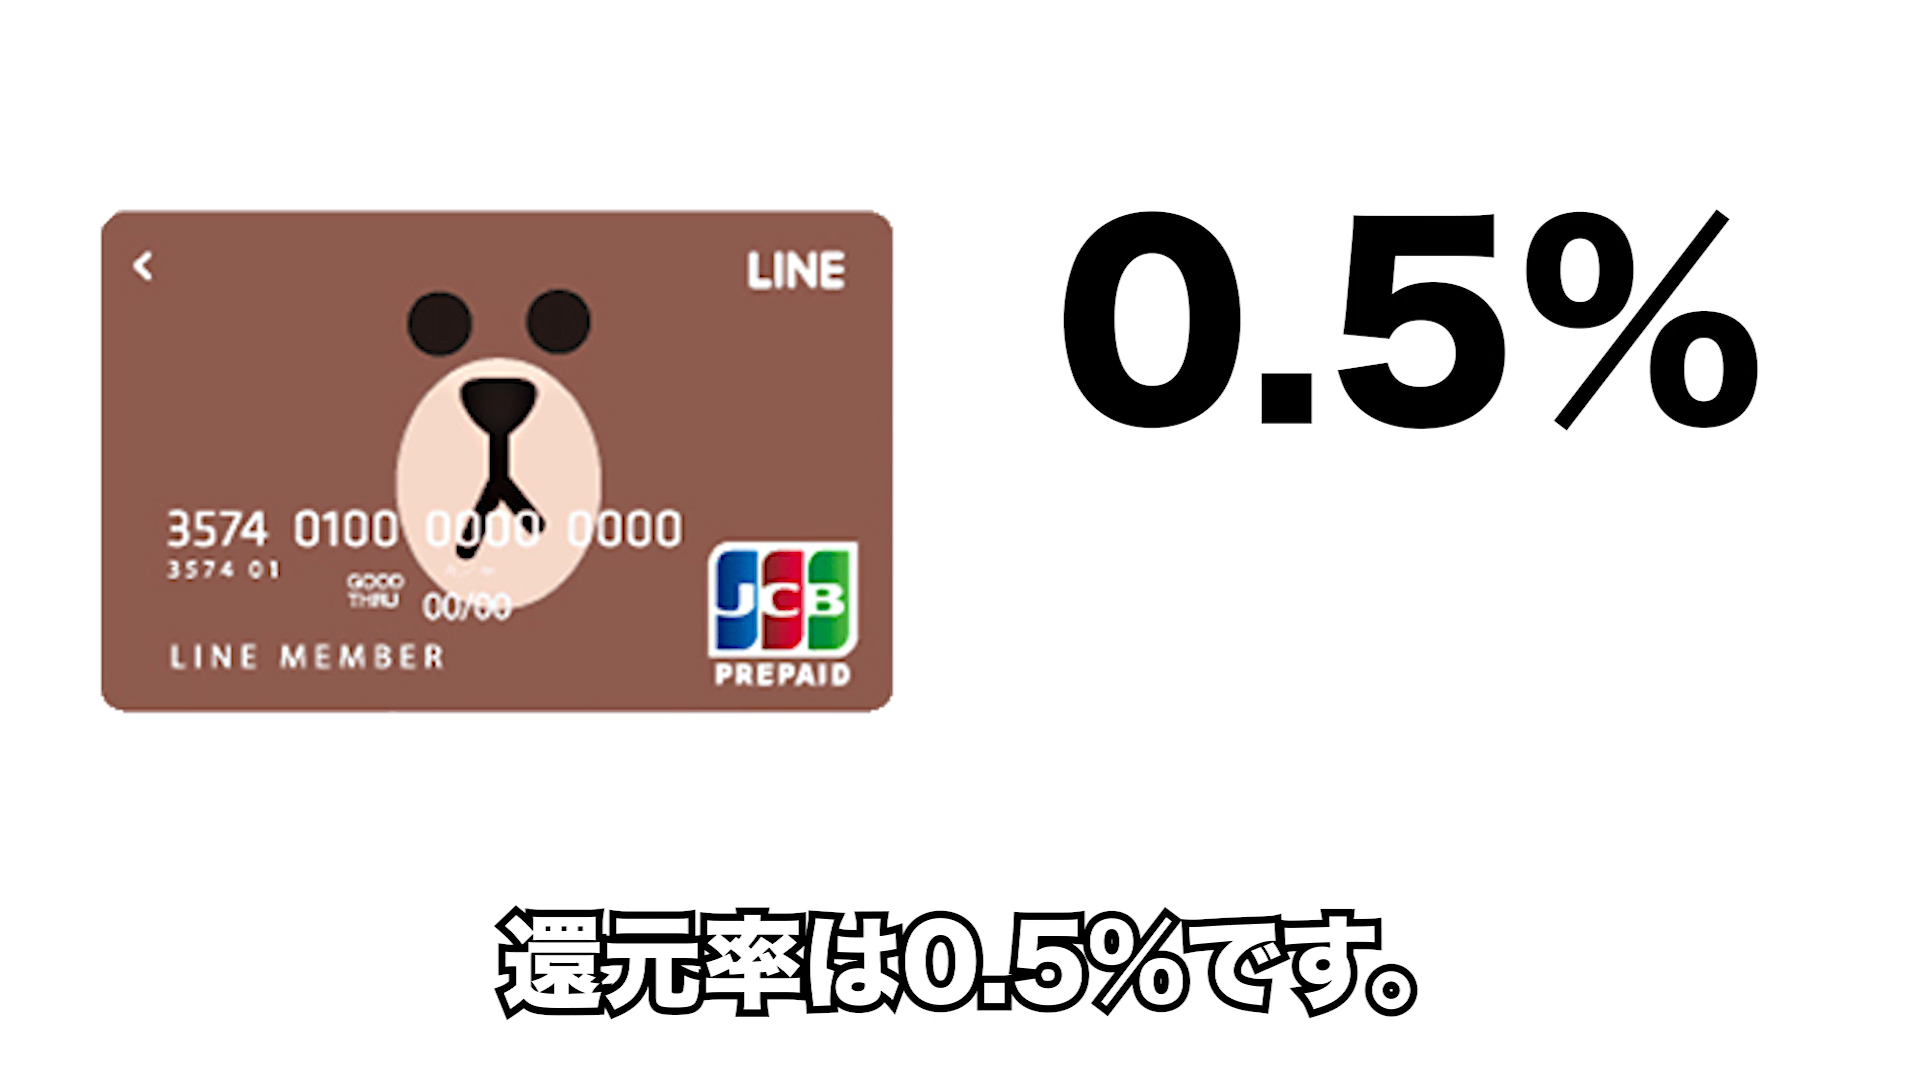 <
LINE
0.5%
3574 0100 0000 0000
3574 01
GOOD
THRU
00/00
LINE MEMBER
JCB
PREPAID
還元率は0.5%です。